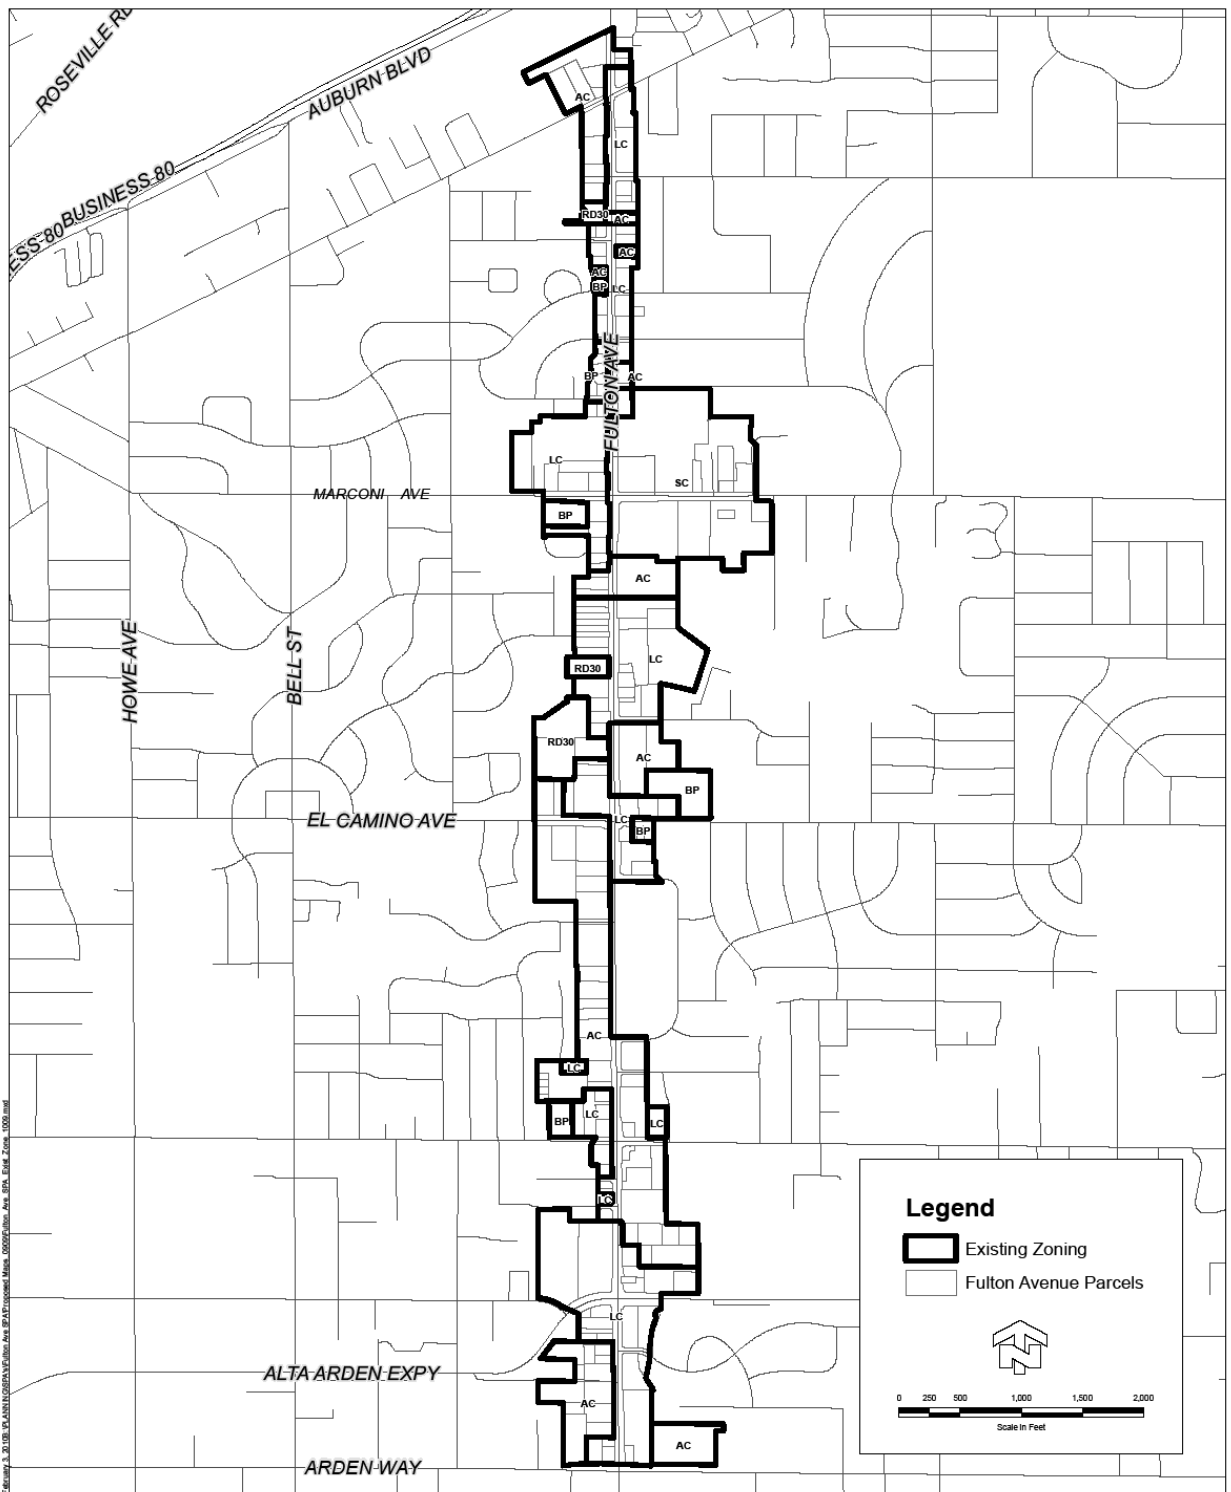 ROSEVILLE RD
AUBURN BLVD
BUSINESS 80
ESS 80
AC
LC
RD30
AC
AC
AC
BP
LC
FULTON AVE
BP
AC
LC
SC
MARCONI AVE
BP
AC
HOWE AVE
BELL ST
LC
RD30
RD30
AC
BP
EL CAMINO AVE
LC
BP
AC
LC
LC
BP
LC
LC
LC
ALTA ARDEN EXPY
AC
AC
ARDEN WAY
Legend
Existing Zoning
Fulton Avenue Parcels
N
0 250 500 1,000 1,500 2,000
Scale in Feet